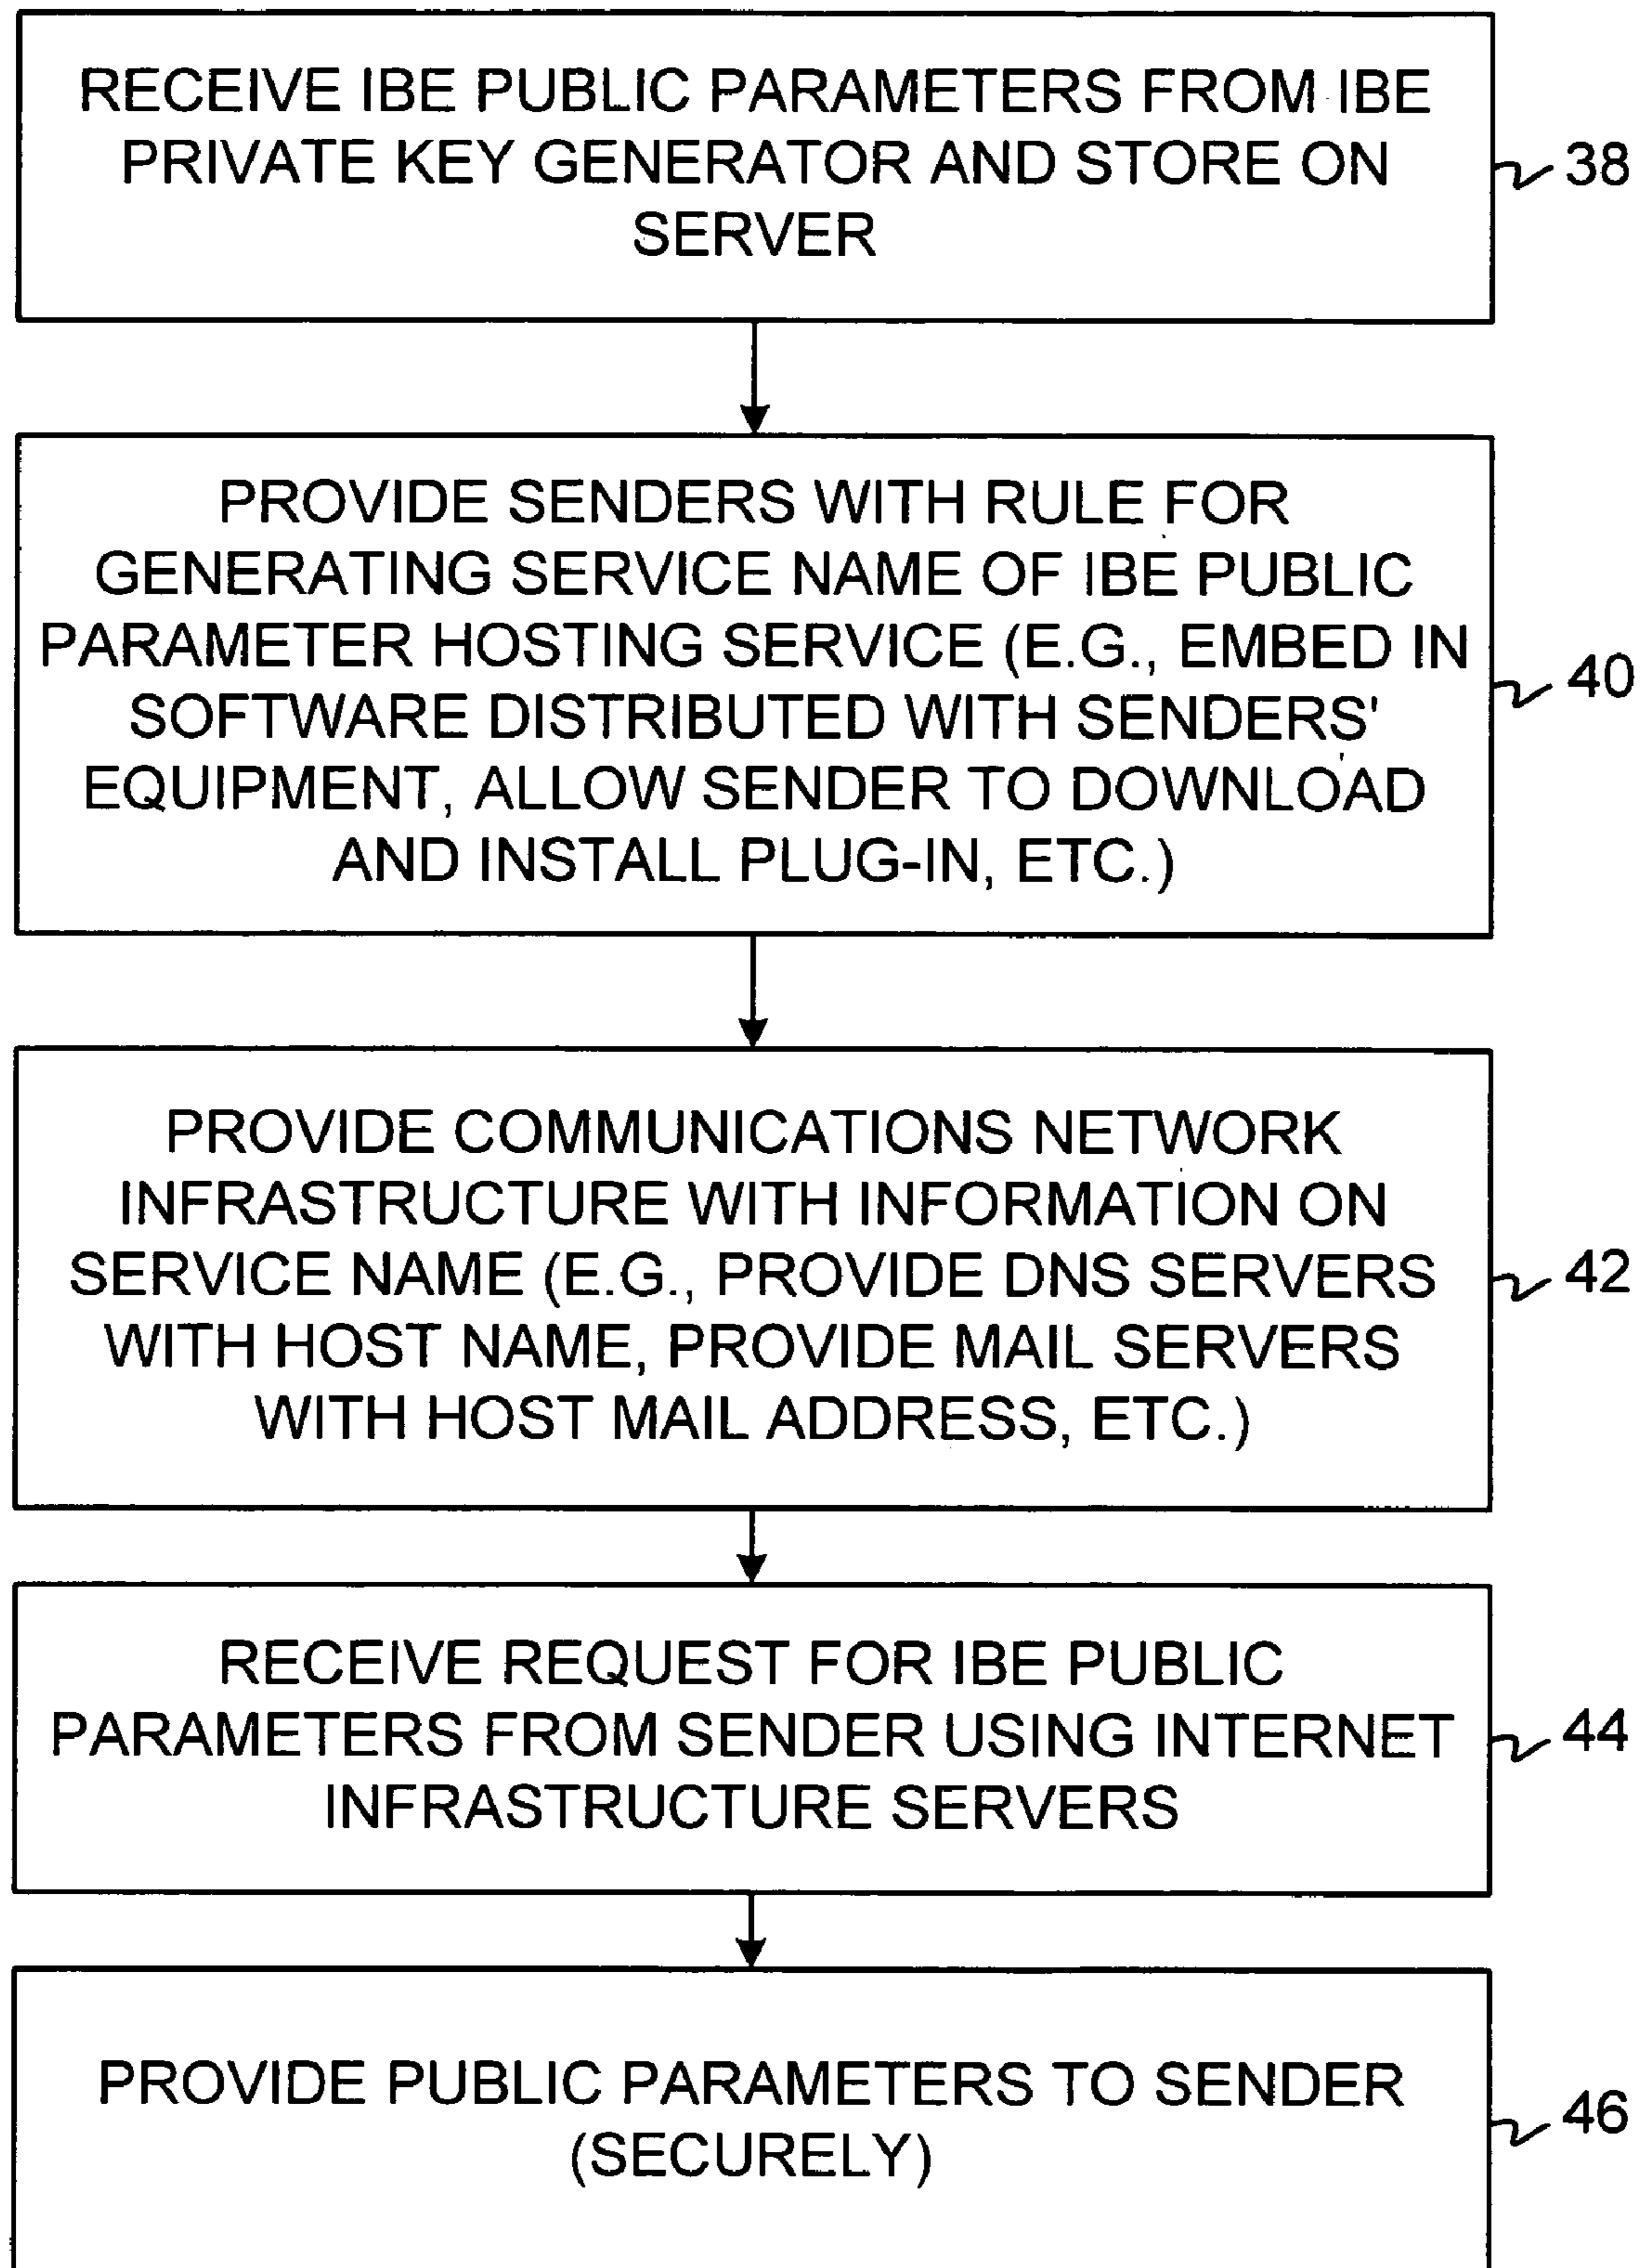 RECEIVE IBE PUBLIC PARAMETERS FROM IBE
PRIVATE KEY GENERATOR AND STORE ON
SERVER
38
PROVIDE SENDERS WITH RULE FOR
GENERATING SERVICE NAME OF IBE PUBLIC
PARAMETER HOSTING SERVICE (E.G., EMBED IN
SOFTWARE DISTRIBUTED WITH SENDERS'
EQUIPMENT, ALLOW SENDER TO DOWNLOAD
AND INSTALL PLUG-IN, ETC.)
40
PROVIDE COMMUNICATIONS NETWORK
INFRASTRUCTURE WITH INFORMATION ON
SERVICE NAME (E.G., PROVIDE DNS SERVERS
WITH HOST NAME, PROVIDE MAIL SERVERS
WITH HOST MAIL ADDRESS, ETC.)
42
RECEIVE REQUEST FOR IBE PUBLIC
PARAMETERS FROM SENDER USING INTERNET
INFRASTRUCTURE SERVERS
44
PROVIDE PUBLIC PARAMETERS TO SENDER
(SECURELY)
46